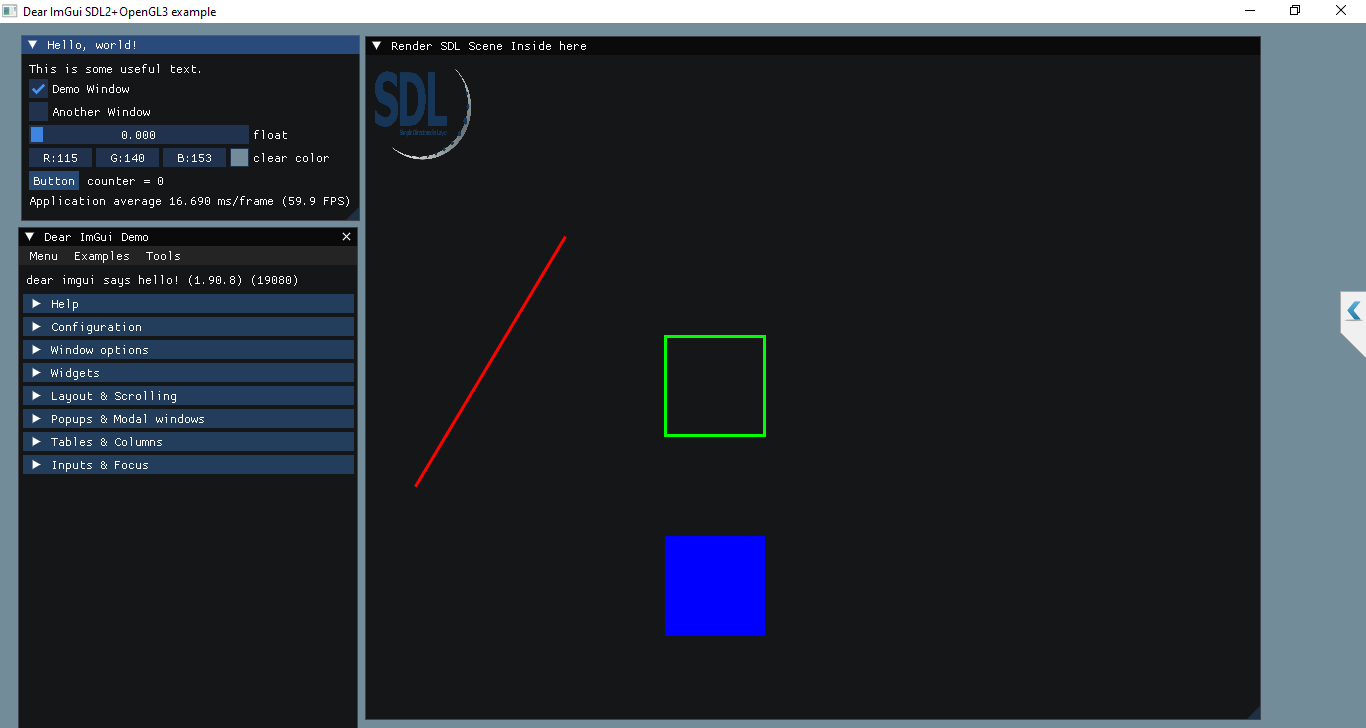 Dear ImGui SDL2+OpenGL3 example
Hello, world!
This is some useful text.
Demo Window
Another Window
0.000 float
R:115 G:140 B:153 clear color
Button counter = 0
Application average 16.690 ms/frame (59.9 FPS)
Dear ImGui Demo
Menu Examples Tools
dear imgui says hello! (1.90.8) (19080)
Help
Configuration
Window options
Widgets
Layout & Scrolling
Popups & Modal windows
Tables & Columns
Inputs & Focus
Render SDL Scene Inside here
SDL